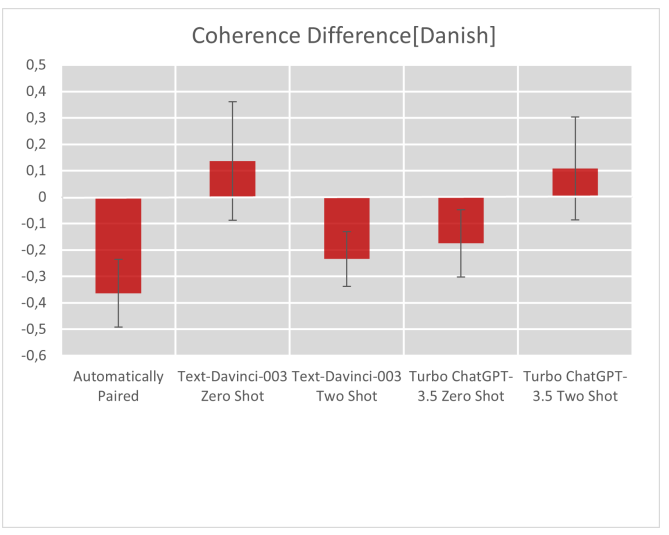 Coherence Difference[Danish]
0,5
0,4
0,3
0,2
0,1
0
-0,1
-0,2
-0,3
-0,4
-0,5
-0,6
Automatically Paired
Text-Davinci-003 Zero Shot
Text-Davinci-003 Two Shot
Turbo ChatGPT-3.5 Zero Shot
Turbo ChatGPT-3.5 Two Shot